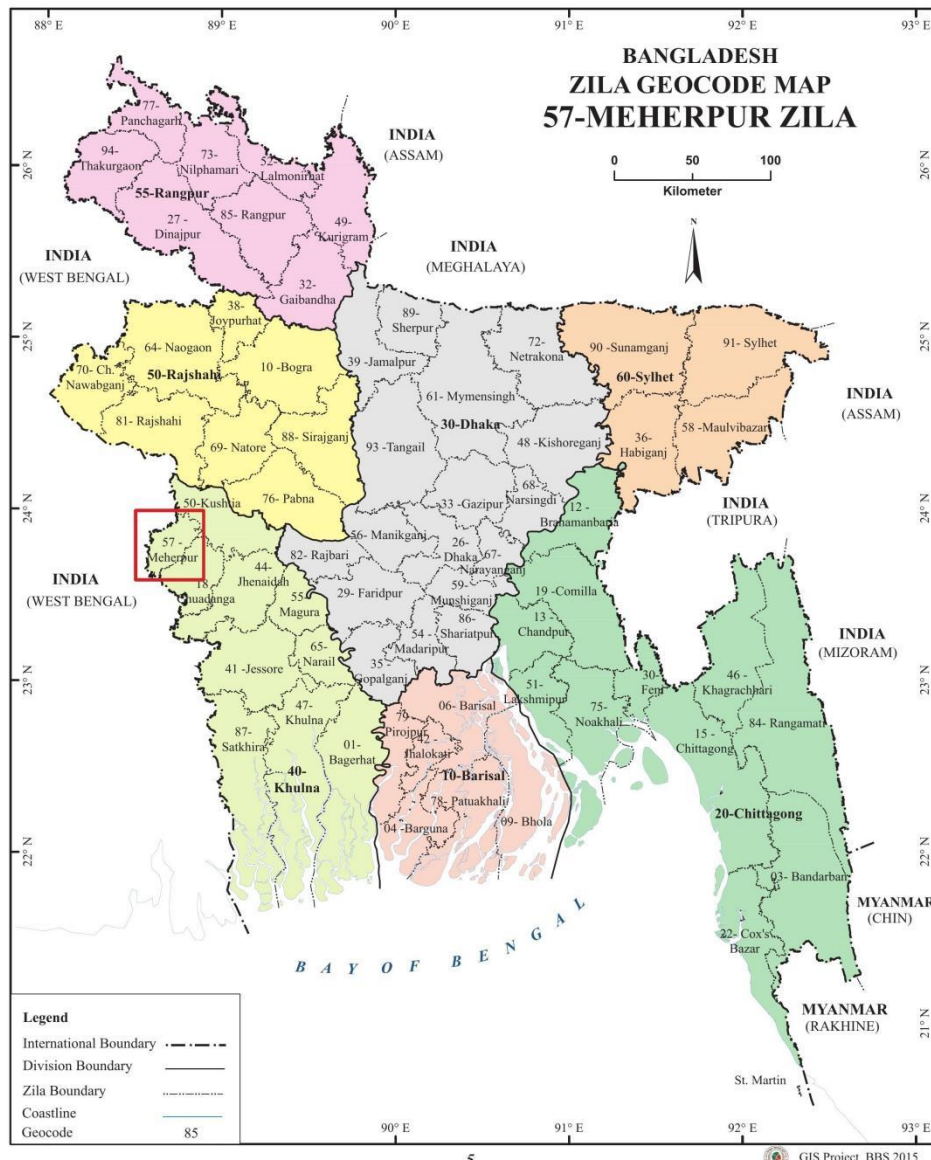 88° E
89° E
90° E
91° E
92° E
93° E
BANGLADESH
ZILA GEOCODE MAP
57-MEHERPUR ZILA
0
50
100
Kilometer
N
INDIA
(ASSAM)
INDIA
(MEGHALAYA)
INDIA
(WEST BENGAL)
26° N
25° N
24° N
23° N
22° N
77-
Panchagarh
94-
Thakurgaon
73-
Nilphamari
52-
Lalmonirhat
55-Rangpur
85- Rangpur
27 -
Dinajpur
49-
Kurigram
32-
Gaibandha
38-
Joypurhat
64- Naogaon
70- Ch.
Nawabganj
50-Rajshahi
10 -Bogra
81- Rajshahi
69- Natore
88- Sirajganj
76- Pabna
89-
Sherpur
39 -Jamalpur
72-
Netrakona
61- Mymensingh
30-Dhaka
93 -Tangail
48 -Kishoreganj
33 -Gazipur
68-
Narsingdi
56- Manikganj
26-
Dhaka
67-
Narayanganj
82- Rajbari
29- Faridpur
59-
Munshiganj
86-
Shariatpur
54 -
Madaripur
35-
Gopalganj
90 -Sunamganj
91- Sylhet
60-Sylhet
36-
Habiganj
58 -Maulvibazar
INDIA
(ASSAM)
INDIA
(TRIPURA)
50-Kushtia
57 -
Meherpur
18
huadanga
44-
Jhenaidah
55-
Magura
INDIA
(WEST BENGAL)
65-
Narail
41 -Jessore
47-
Khulna
87-
Satkhira
01-
Bagerhat
40-
Khulna
06- Barisal
79-
Pirojpur
42-
Jhalokati
10-Barisal
78- Patuakhali
04 -Barguna
09- Bhola
12 -
Brahamanbaria
19 -Comilla
13 -
Chandpur
51-
Lakshmipur
75-
Noakhali
30-
Feni
46 -
Khagrachhari
15 -
Chittagong
84- Rangamati
20-Chittagong
03- Bandarban
22- Cox's
Bazar
INDIA
(MIZORAM)
MYANMAR
(CHIN)
MYANMAR
(RAKHINE)
St. Martin
21° N
22° N
23° N
24° N
25° N
26° N
BAY OF BENGAL
Legend
International Boundary
Division Boundary
Zila Boundary
Coastline
Geocode 85
90° E
91° E
92° E
93° E
5
GIS Project, BBS 2015